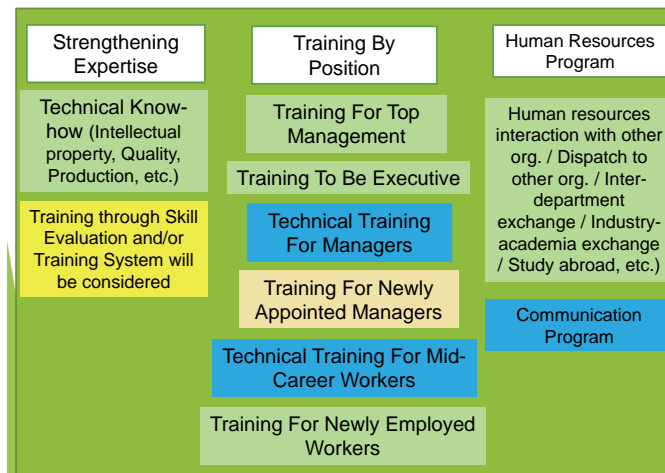 Strengthening
Expertise
Technical Know-
how (Intellectual
property, Quality,
Production, etc.)
Training through Skill
Evaluation and/or
Training System will
be considered
Training By
Position
Training For Top
Management
Training To Be Executive
Technical Training
For Managers
Training For Newly
Appointed Managers
Technical Training For Mid-
Career Workers
Training For Newly Employed
Workers
Human Resources
Program
Human resources
interaction with other
org. / Dispatch to
other org. / Inter-
department
exchange / Industry-
academia exchange
/ Study abroad, etc.)
Communication
Program